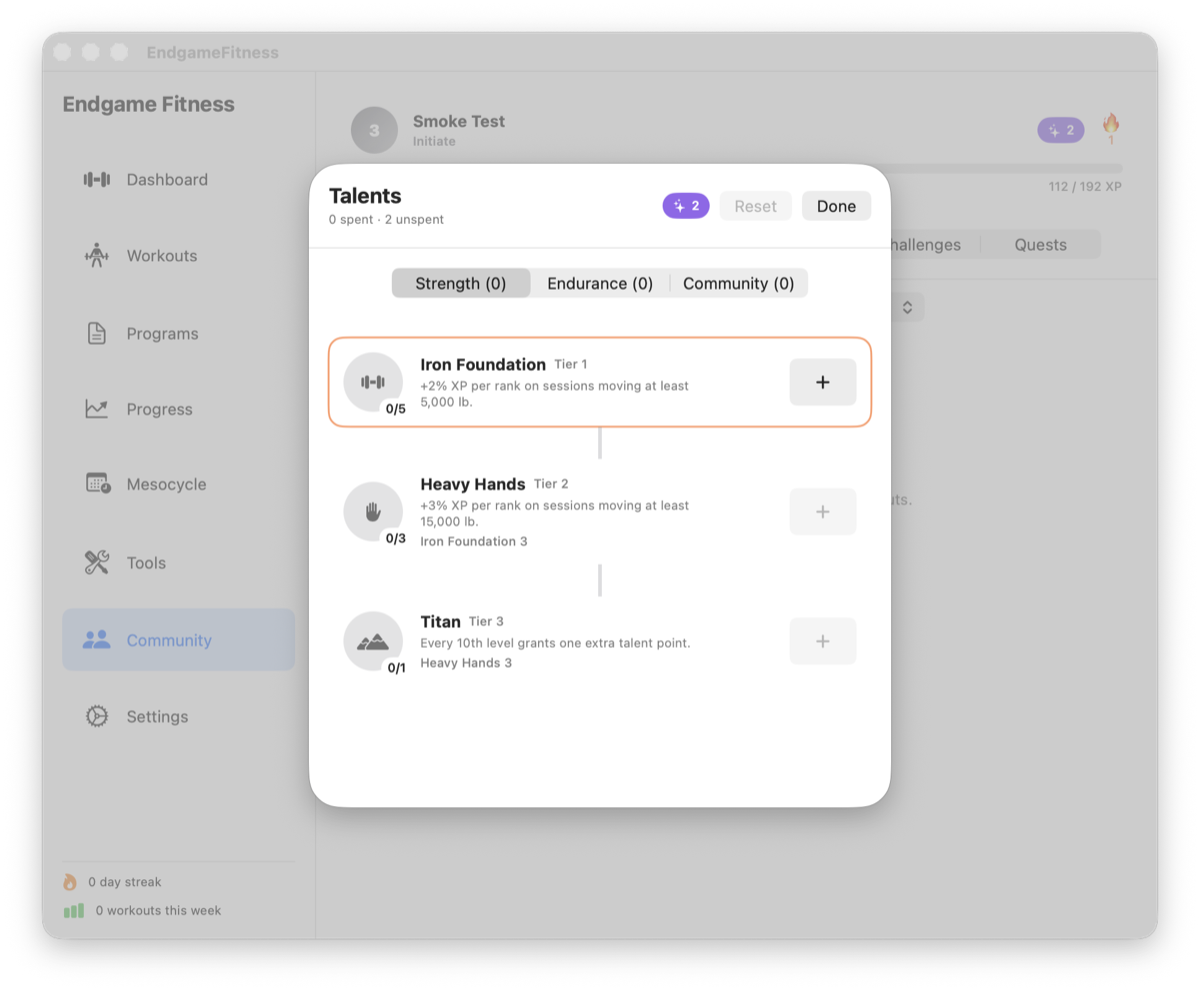 EndgameFitness
Endgame Fitness
Dashboard
Workouts
Programs
Progress
Mesocycle
Tools
Community
Settings
0 day streak
0 workouts this week
3
Smoke Test
Initiate
2
1
112 / 192 XP
Quests
Talents
0 spent · 2 unspent
2
Reset
Done
Strength (0)
Endurance (0)
Community (0)
Iron Foundation Tier 1
+2% XP per rank on sessions moving at least
5,000 lb.
0/5
+
Heavy Hands Tier 2
+3% XP per rank on sessions moving at least
15,000 lb.
Iron Foundation 3
0/3
+
Titan Tier 3
Every 10th level grants one extra talent point.
Heavy Hands 3
0/1
+